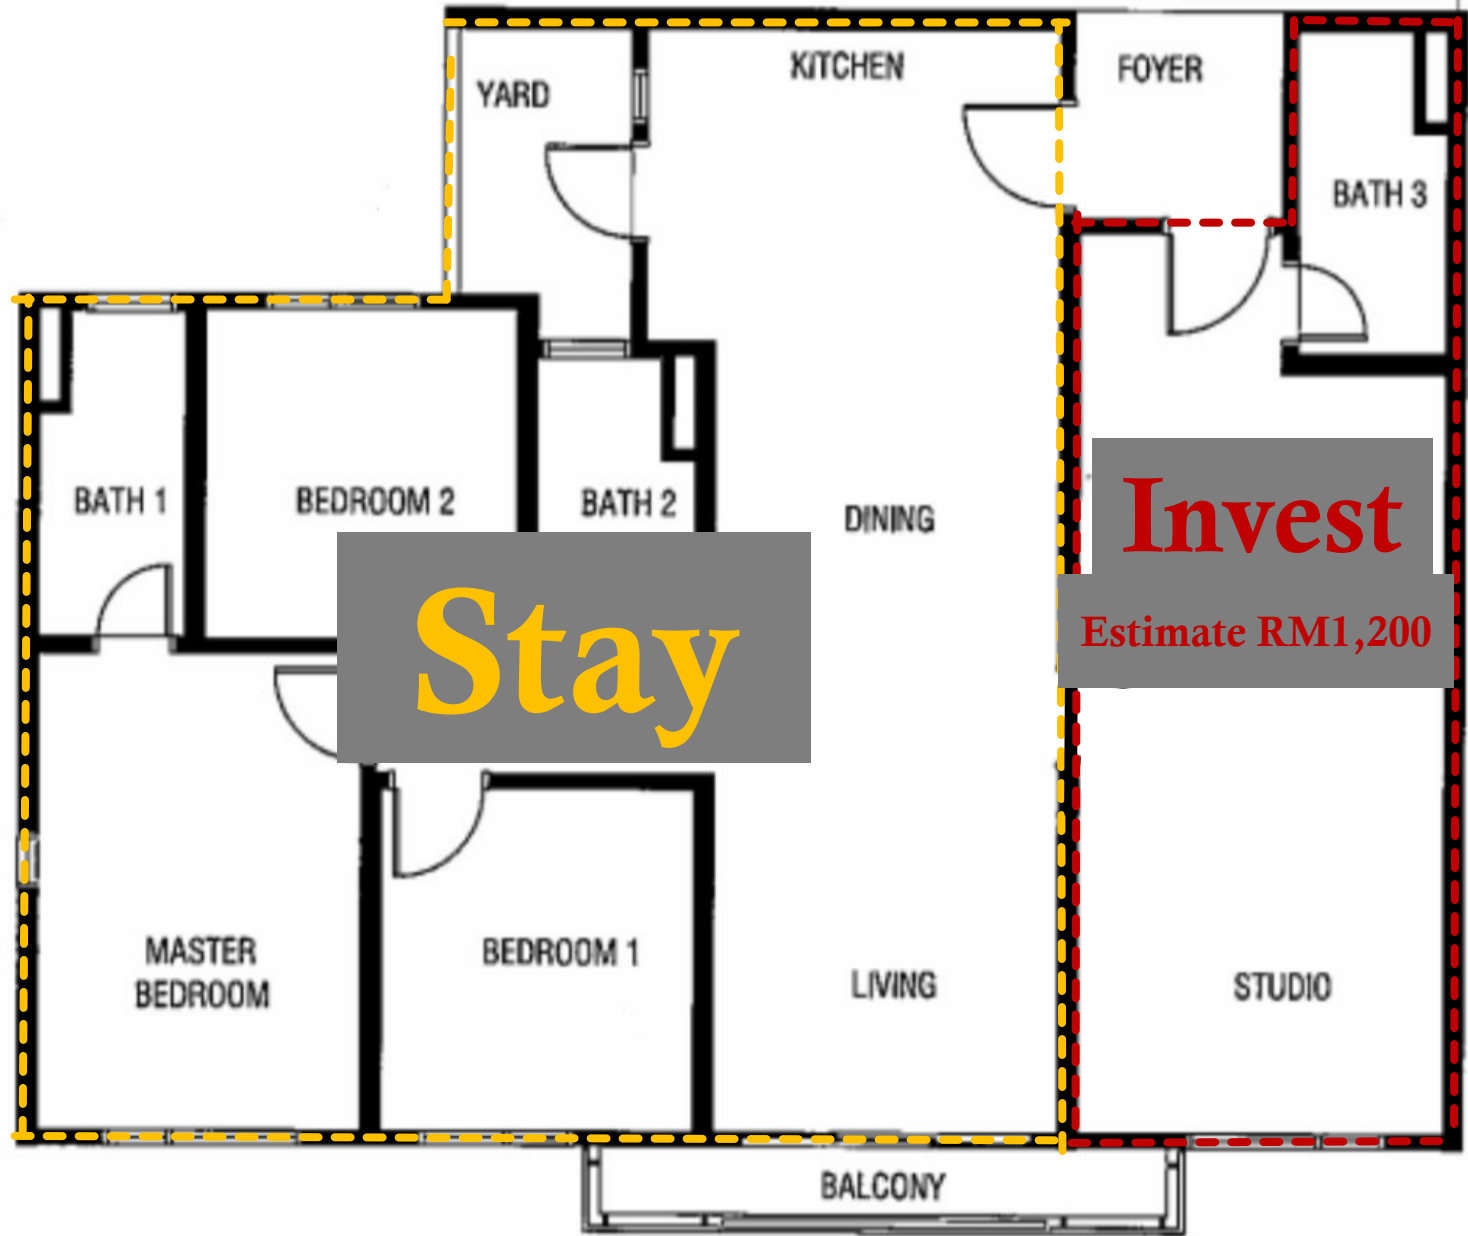 KITCHEN
FOYER
YARD
BATH 3
BATH 1
BEDROOM 2
BATH 2
DINING
Invest
Estimate RM1,200
Stay
MASTER
BEDROOM
BEDROOM 1
LIVING
STUDIO
BALCONY